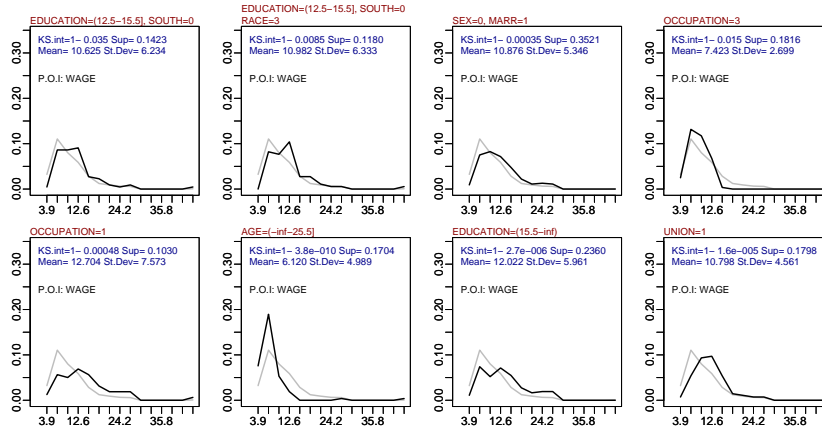 EDUCATION=(12.5-15.5], SOUTH=0
KS.int=1- 0.035 Sup= 0.1423
Mean= 10.625 St.Dev= 6.234
P.O.I: WAGE
0.00 0.10 0.20 0.30
3.9 12.6 24.2 35.8
EDUCATION=(12.5-15.5], SOUTH=0
RACE=3
KS.int=1- 0.0085 Sup= 0.1180
Mean= 10.982 St.Dev= 6.333
P.O.I: WAGE
0.00 0.10 0.20 0.30
3.9 12.6 24.2 35.8
SEX=0, MARR=1
KS.int=1- 0.00035 Sup= 0.3521
Mean= 10.876 St.Dev= 5.346
P.O.I: WAGE
0.00 0.10 0.20 0.30
3.9 12.6 24.2 35.8
OCCUPATION=3
KS.int=1- 0.015 Sup= 0.1816
Mean= 7.423 St.Dev= 2.699
P.O.I: WAGE
0.00 0.10 0.20 0.30
3.9 12.6 24.2 35.8
OCCUPATION=1
KS.int=1- 0.00048 Sup= 0.1030
Mean= 12.704 St.Dev= 7.573
P.O.I: WAGE
0.00 0.10 0.20 0.30
3.9 12.6 24.2 35.8
AGE=(-inf-25.5]
KS.int=1- 3.8e-010 Sup= 0.1704
Mean= 6.120 St.Dev= 4.989
P.O.I: WAGE
0.00 0.10 0.20 0.30
3.9 12.6 24.2 35.8
EDUCATION=(15.5-inf)
KS.int=1- 2.7e-006 Sup= 0.2360
Mean= 12.022 St.Dev= 5.961
P.O.I: WAGE
0.00 0.10 0.20 0.30
3.9 12.6 24.2 35.8
UNION=1
KS.int=1- 1.6e-005 Sup= 0.1798
Mean= 10.798 St.Dev= 4.561
P.O.I: WAGE
0.00 0.10 0.20 0.30
3.9 12.6 24.2 35.8